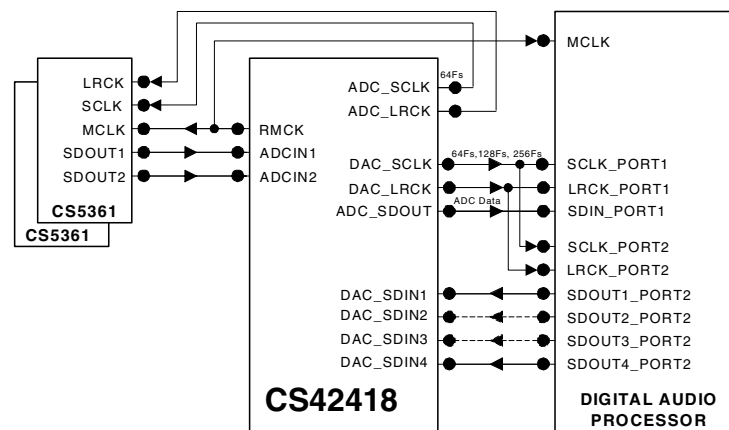 MCLK
LRCK
SCLK
MCLK
SDOUT1
SDOUT2
CS5361
CS5361
RMCK
ADCIN1
ADCIN2
ADC_SCLK
ADC_LRCK
64Fs
DAC_SCLK
DAC_LRCK
ADC_SDOUT
64Fs,128Fs, 256Fs
ADC Data
SCLK_PORT1
LRCK_PORT1
SDIN_PORT1
SCLK_PORT2
LRCK_PORT2
DAC_SDIN1
DAC_SDIN2
DAC_SDIN3
DAC_SDIN4
SDOUT1_PORT2
SDOUT2_PORT2
SDOUT3_PORT2
SDOUT4_PORT2
CS42418
DIGITAL AUDIO
PROCESSOR